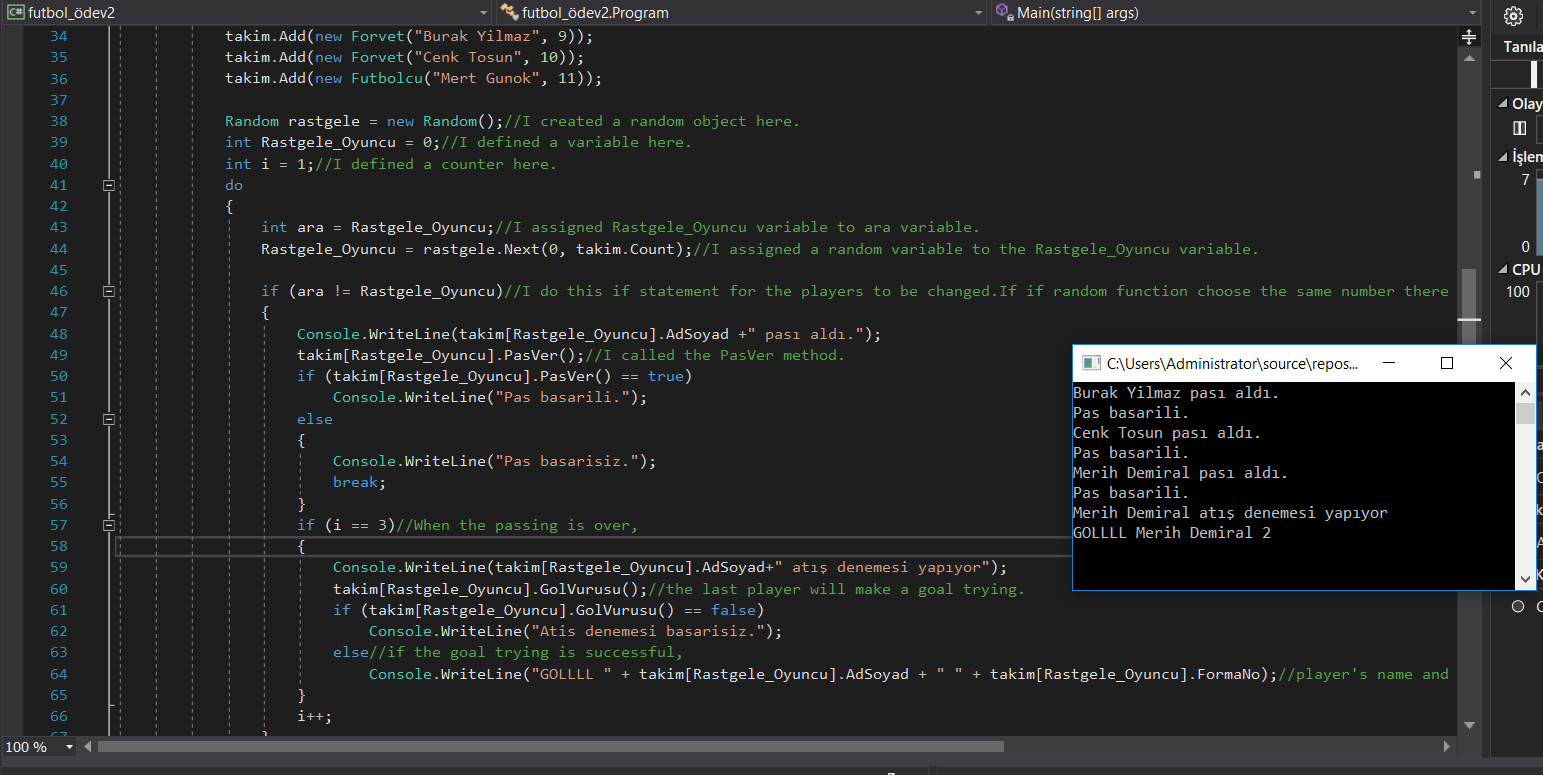 C# futbol_ödev2
futbol_ödev2.Program
Main(string[] args)
34 takim.Add(new Forvet("Burak Yilmaz", 9));
35 takim.Add(new Forvet("Cenk Tosun", 10));
36 takim.Add(new Futbolcu("Mert Gunok", 11));
37
38 Random rastgele = new Random();//I created a random object here.
39 int Rastgele_Oyuncu = 0;//I defined a variable here.
40 int i = 1;//I defined a counter here.
41 do
42 {
43 int ara = Rastgele_Oyuncu;//I assigned Rastgele_Oyuncu variable to ara variable.
44 Rastgele_Oyuncu = rastgele.Next(0, takim.Count);//I assigned a random variable to the Rastgele_Oyuncu variable.
45
46 if (ara != Rastgele_Oyuncu)//I do this if statement for the players to be changed.If if random function choose the same number there
47 {
48 Console.WriteLine(takim[Rastgele_Oyuncu].AdSoyad +" pası aldı.");
49 takim[Rastgele_Oyuncu].PasVer();//I called the PasVer method.
50 if (takim[Rastgele_Oyuncu].PasVer() == true)
51 Console.WriteLine("Pas basarili.");
52 else
53 {
54 Console.WriteLine("Pas basarisiz.");
55 break;
56 }
57 if (i == 3)//When the passing is over,
58 {
59 Console.WriteLine(takim[Rastgele_Oyuncu].AdSoyad+" atış denemesi yapıyor");
60 takim[Rastgele_Oyuncu].GolVurusu();//the last player will make a goal trying.
61 if (takim[Rastgele_Oyuncu].GolVurusu() == false)
62 Console.WriteLine("Atis denemesi basarisiz.");
63 else//if the goal trying is successful,
64 Console.WriteLine("GOLLLL " + takim[Rastgele_Oyuncu].AdSoyad + " " + takim[Rastgele_Oyuncu].FormaNo);//player's name and
65 }
66 i++;
67 }
100 %
C:\Users\Administrator\source\repos...
Burak Yilmaz pası aldı.
Pas basarili.
Cenk Tosun pası aldı.
Pas basarili.
Merih Demiral pası aldı.
Pas basarili.
Merih Demiral atış denemesi yapıyor
GOLLLL Merih Demiral 2
Tanıla
Olay
İşlem
7
0
CPU
100